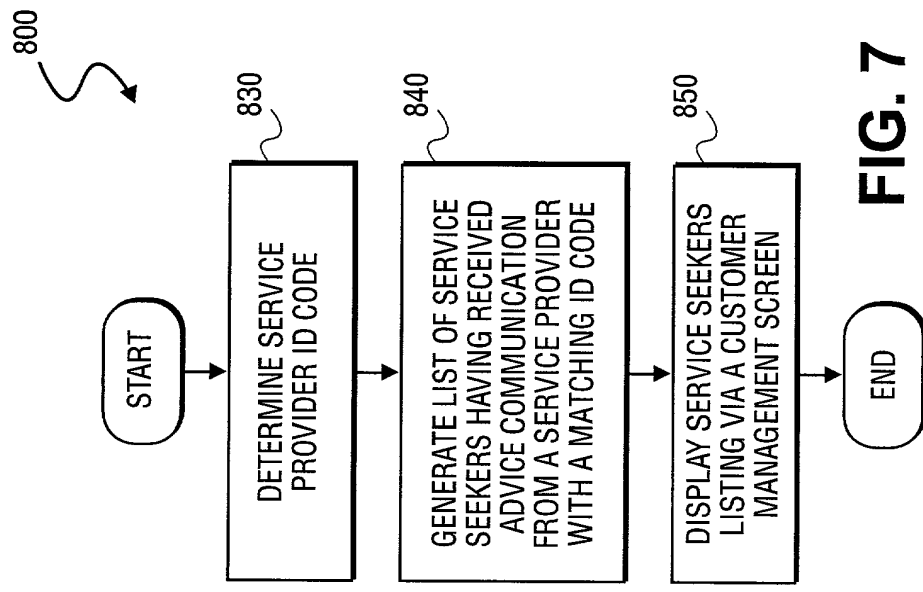 800
START
830
DETERMINE SERVICE
PROVIDER ID CODE
840
GENERATE LIST OF SERVICE
SEEKERS HAVING RECEIVED
ADVICE COMMUNICATION
FROM A SERVICE PROVIDER
WITH A MATCHING ID CODE
850
DISPLAY SERVICE SEEKERS
LISTING VIA A CUSTOMER
MANAGEMENT SCREEN
END
FIG. 7